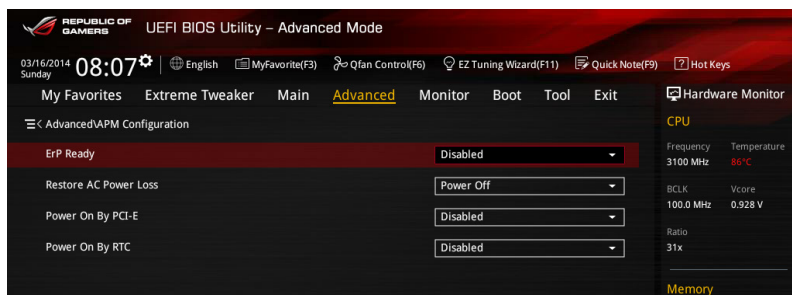 REPUBLIC OF
GAMERS
UEFI BIOS Utility – Advanced Mode
03/16/2014
Sunday
08:07
English
MyFavorite(F3)
Qfan Control(F6)
EZ Tuning Wizard(F11)
Quick Note(F9)
? Hot Keys
My Favorites
Extreme Tweaker
Main
Advanced
Monitor
Boot
Tool
Exit
Hardware Monitor
< Advanced\APM Configuration
ErP Ready
Disabled
Restore AC Power Loss
Power Off
Power On By PCI-E
Disabled
Power On By RTC
Disabled
CPU
Frequency
Temperature
3100 MHz
86°C
BCLK
Vcore
100.0 MHz
0.928 V
Ratio
31x
Memory